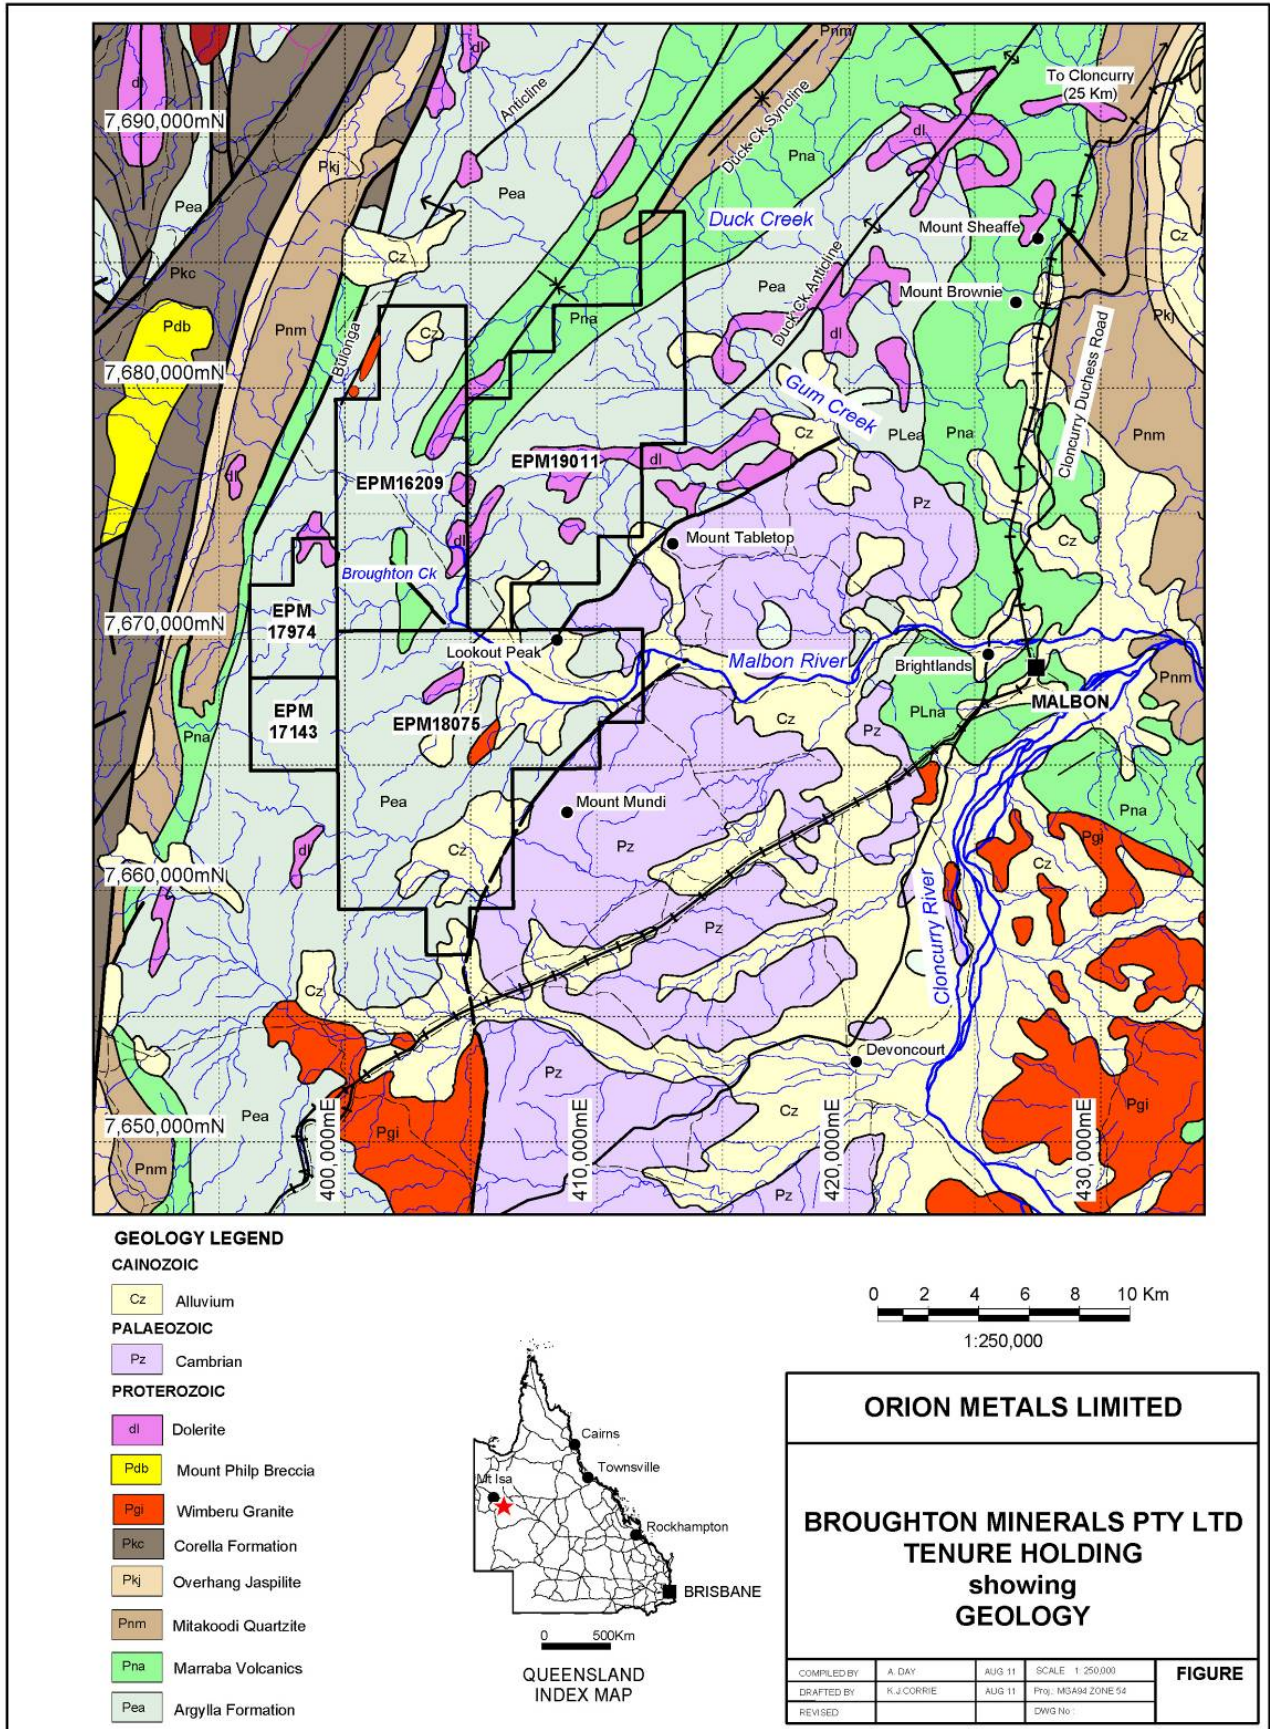 dl
Pnm
dl
To Cloncurry
(25 Km)
Anticline
7,690,000mN
Duck Ck Syncline
dl
Pkj
Pna
Pea
Pea
Duck Creek
Mount Sheaffe
Cz
Cz
Pkc
Pea
Mount Brownie
Duck Ck Anticline
Pna
Pkj
Pdb
Pnm
Bulonga
Cz
dl
7,680,000mN
Gum Creek
Cloncurry Duchess Road
Cz
PLea
Pna
Pnm
EPM19011
dl
dl
EPM16209
Pz
Mount Tabletop
Cz
dl
Broughton Ck
EPM
17974
7,670,000mN
Lookout Peak
Malbon River
Brightlands
Pnm
EPM
17143
EPM18075
MALBON
PLna
Cz
Pz
Pna
Pea
Mount Mundi
Pna
Pz
Pgi
Cz
dl
Cz
7,660,000mN
Cloncurry River
Pz
Cz
Devoncourt
Pz
Cz
Pgi
Pea
7,650,000mN
Pgi
Pnm
400,000mE
410,000mE
420,000mE
430,000mE
Pz
GEOLOGY LEGEND
CAINOZOIC
Cz Alluvium
PALAEOZOIC
Pz Cambrian
PROTEROZOIC
dl Dolerite
Pdb Mount Philp Breccia
Pgi Wimberu Granite
Pkc Corella Formation
Pkj Overhang Jaspilite
Pnm Mitakoodi Quartzite
Pna Marraba Volcanics
Pea Argylla Formation
0 2 4 6 8 10 Km
1:250,000
Cairns
Townsville
Mt Isa
Rockhampton
BRISBANE
0 500Km
QUEENSLAND
INDEX MAP
ORION METALS LIMITED
BROUGHTON MINERALS PTY LTD
TENURE HOLDING
showing
GEOLOGY
COMPILED BY A. DAY AUG 11 SCALE 1: 250,000 FIGURE
DRAFTED BY K.J.CORRIE AUG 11 Proj.: MGA94 ZONE 54
REVISED DWG No :